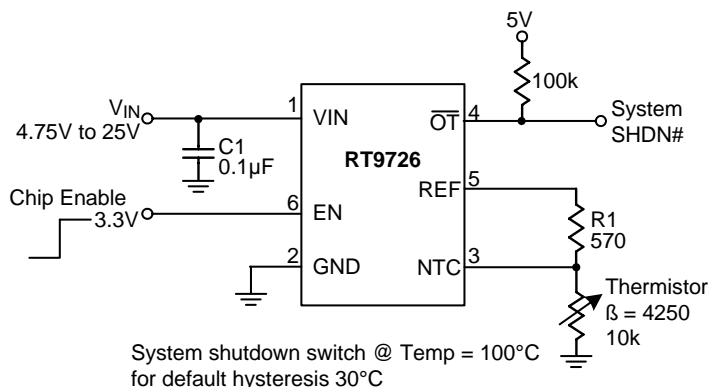 5V
100k
VIN
4.75V to 25V
1
VIN
OT
4
System
SHDN#
C1
0.1µF
RT9726
Chip Enable
3.3V
6
EN
REF
5
R1
570
2
GND
NTC
3
Thermistor
ß = 4250
10k
System shutdown switch @ Temp = 100°C
for default hysteresis 30°C